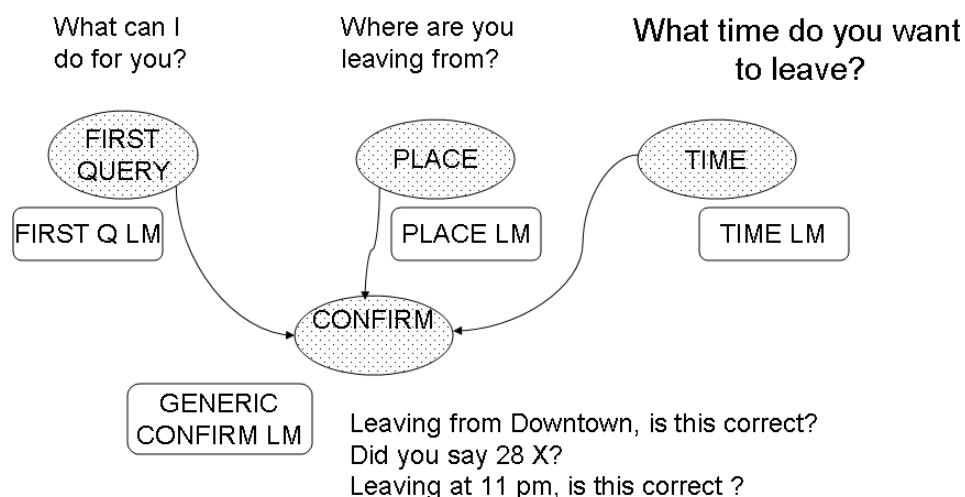 What can I
do for you?
Where are you
leaving from?
What time do you want
to leave?
FIRST
QUERY
PLACE
TIME
FIRST Q LM
PLACE LM
TIME LM
CONFIRM
GENERIC
CONFIRM LM
Leaving from Downtown, is this correct?
Did you say 28 X?
Leaving at 11 pm, is this correct ?